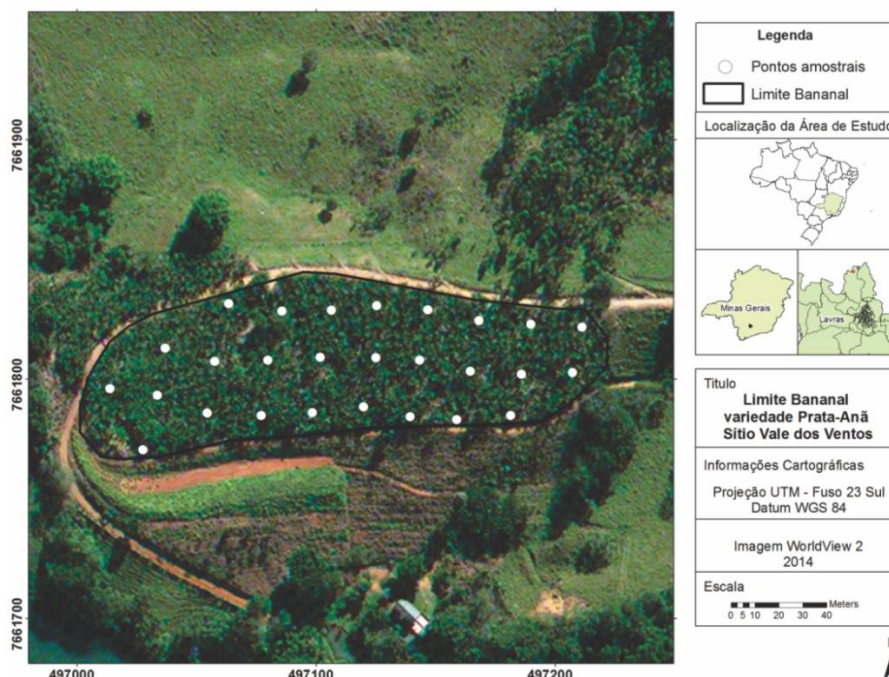 7661900
7661800
7661700
497000
497100
497200
Legenda
Pontos amostrais
Limite Bananal
Localização da Área de Estudo
Minas Gerais
Lavras
Titulo
Limite Bananal
variedade Prata-Anã
Sítio Vale dos Ventos
Informações Cartográficas
Projeção UTM - Fuso 23 Sul
Datum WGS 84
Imagem WorldView 2
2014
Escala
0 5 10 20 30 40 Meters